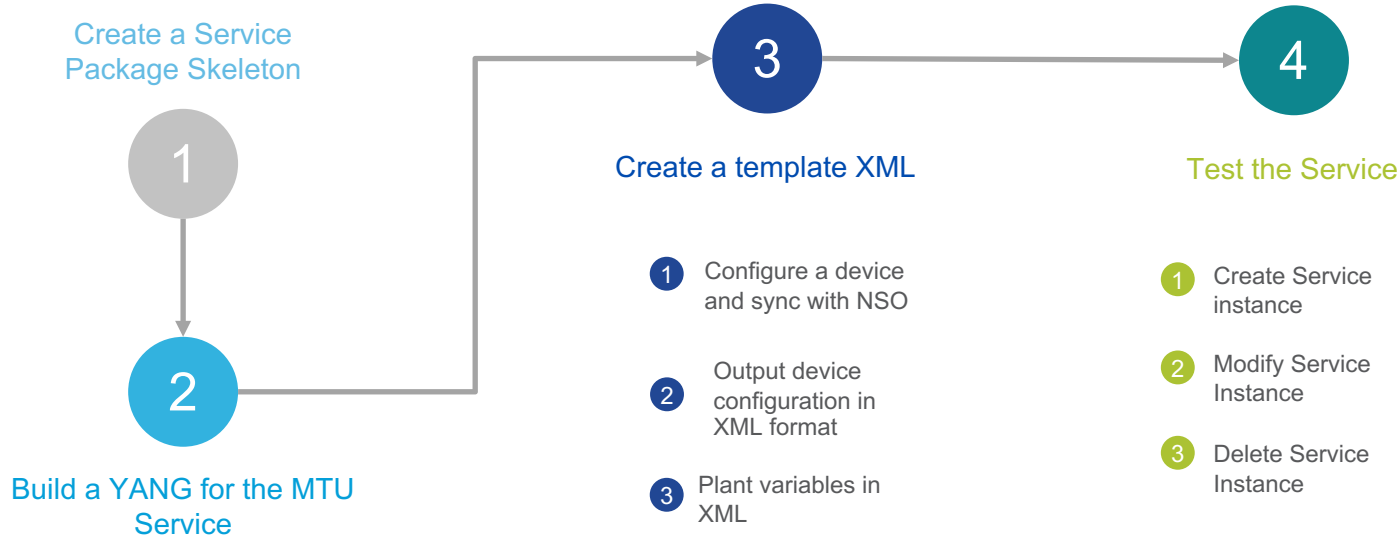 Create a Service
Package Skeleton
1
2
Build a YANG for the MTU
Service
3
Create a template XML
1
Configure a device
and sync with NSO
2
Output device
configuration in
XML format
3
Plant variables in
XML
4
Test the Service
1
Create Service
instance
2
Modify Service
Instance
3
Delete Service
Instance